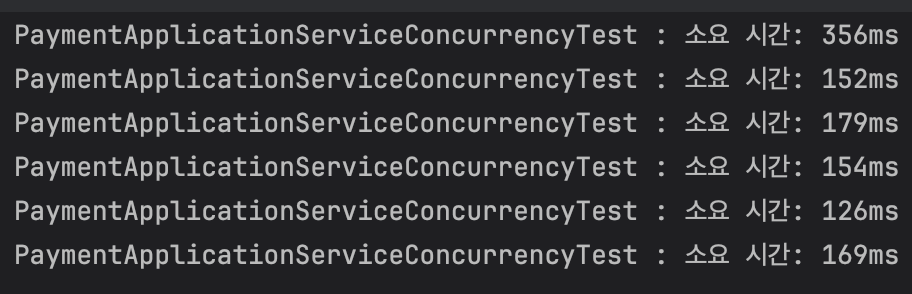 PaymentApplicationServiceConcurrencyTest : 소요 시간: 356ms
PaymentApplicationServiceConcurrencyTest : 소요 시간: 152ms
PaymentApplicationServiceConcurrencyTest : 소요 시간: 179ms
PaymentApplicationServiceConcurrencyTest : 소요 시간: 154ms
PaymentApplicationServiceConcurrencyTest : 소요 시간: 126ms
PaymentApplicationServiceConcurrencyTest : 소요 시간: 169ms